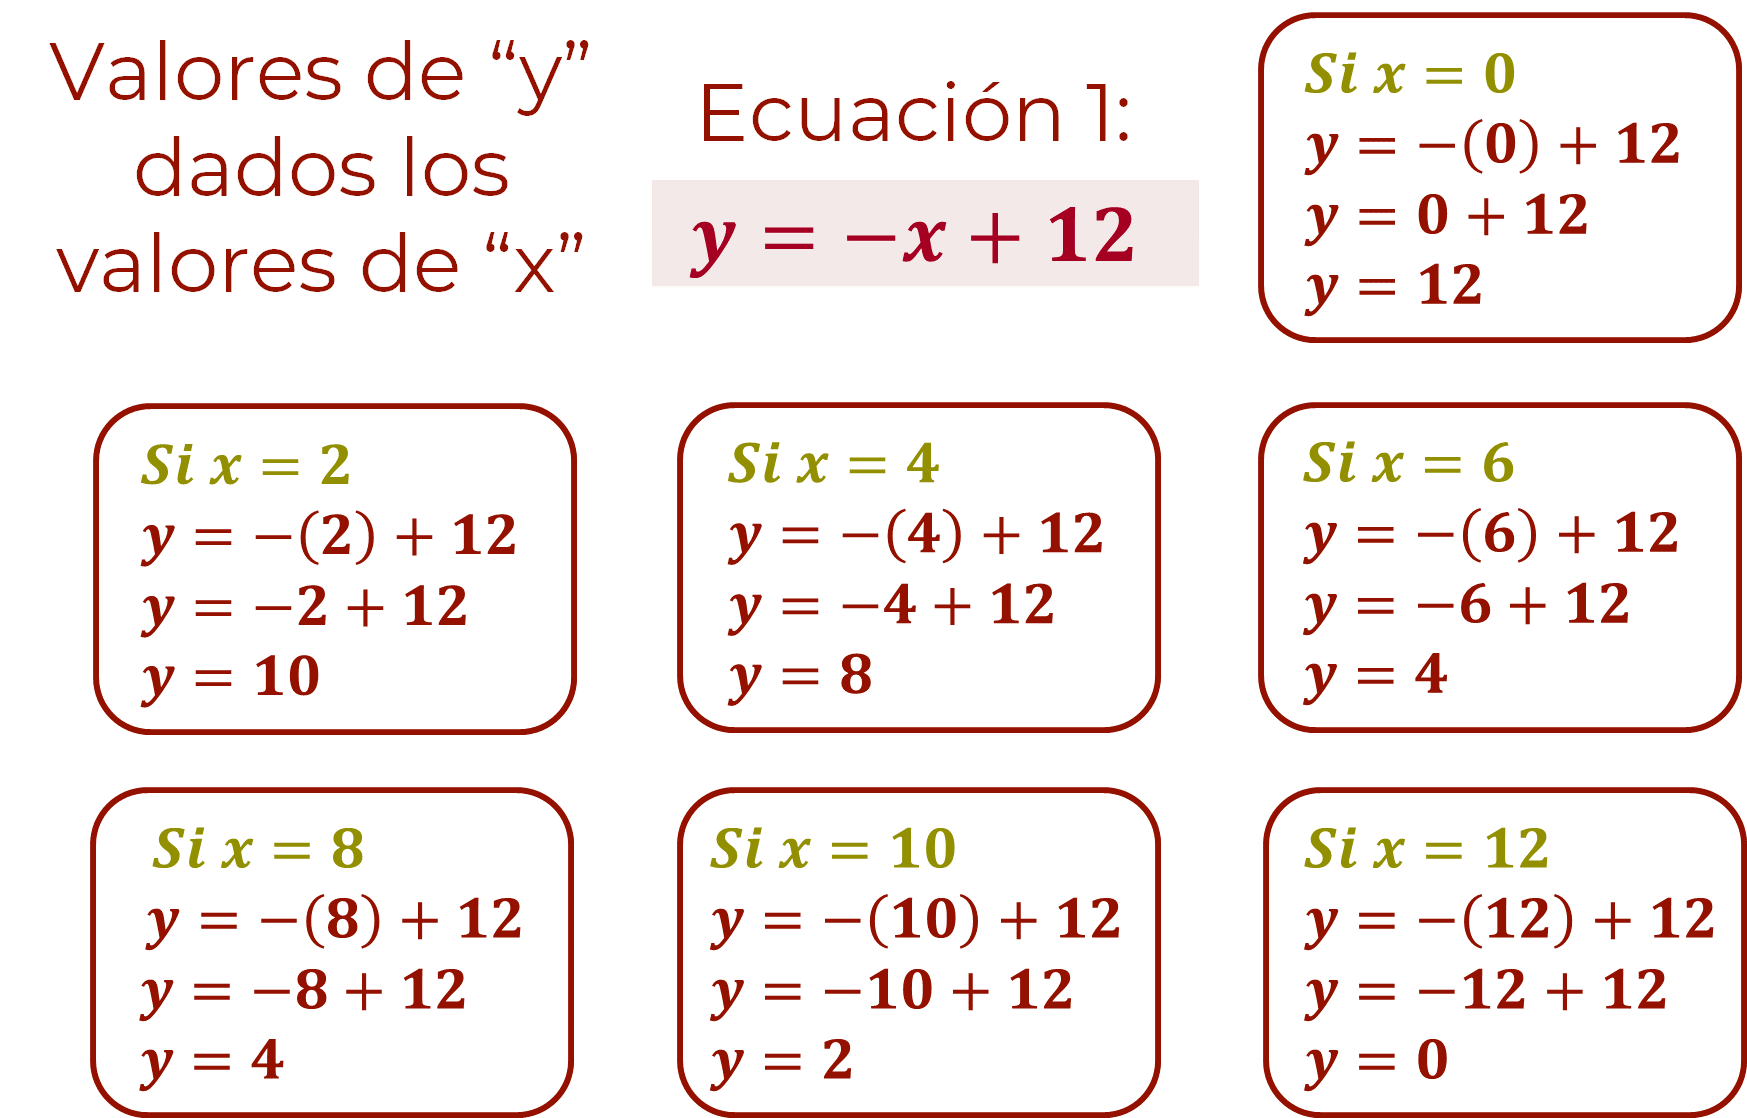 Valores de “y”
dados los
valores de “x”
Ecuación 1:
y = −x + 12
Si x = 0
y = −(0) + 12
y = 0 + 12
y = 12
Si x = 2
y = −(2) + 12
y = −2 + 12
y = 10
Si x = 4
y = −(4) + 12
y = −4 + 12
y = 8
Si x = 6
y = −(6) + 12
y = −6 + 12
y = 4
Si x = 8
y = −(8) + 12
y = −8 + 12
y = 4
Si x = 10
y = −(10) + 12
y = −10 + 12
y = 2
Si x = 12
y = −(12) + 12
y = −12 + 12
y = 0